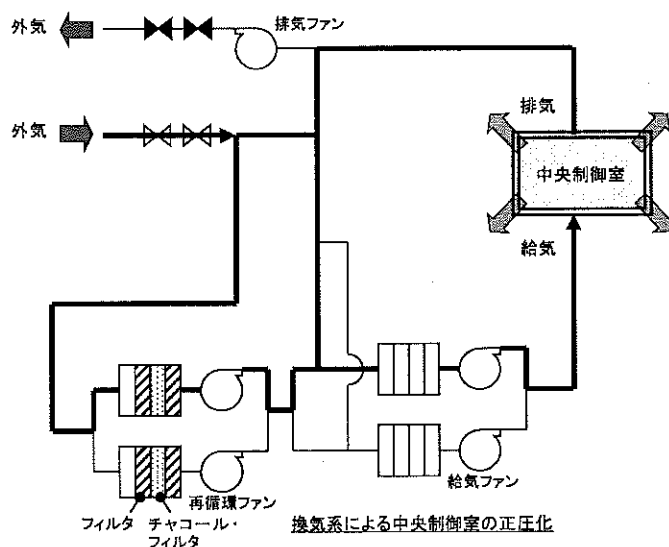 外気
排気ファン
外気
排気
中央制御室
給気
再循環ファン
給気ファン
フィルタ
チャコール・
フィルタ
換気系による中央制御室の正圧化